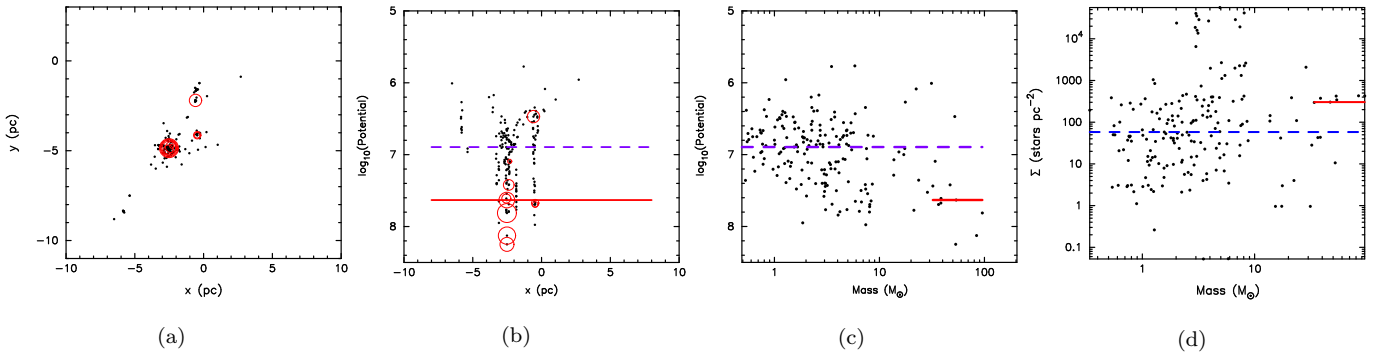 0
−5
−10
y (pc)
−10
−5
0
5
10
x (pc)
(a)
5
6
7
8
log10(Potential)
−10
−5
0
5
10
x (pc)
(b)
5
6
7
8
log10(Potential)
1
10
100
Mass (M⊙)
(c)
10⁴
1000
100
10
1
0.1
Σ (stars pc⁻²)
1
10
Mass (M⊙)
(d)